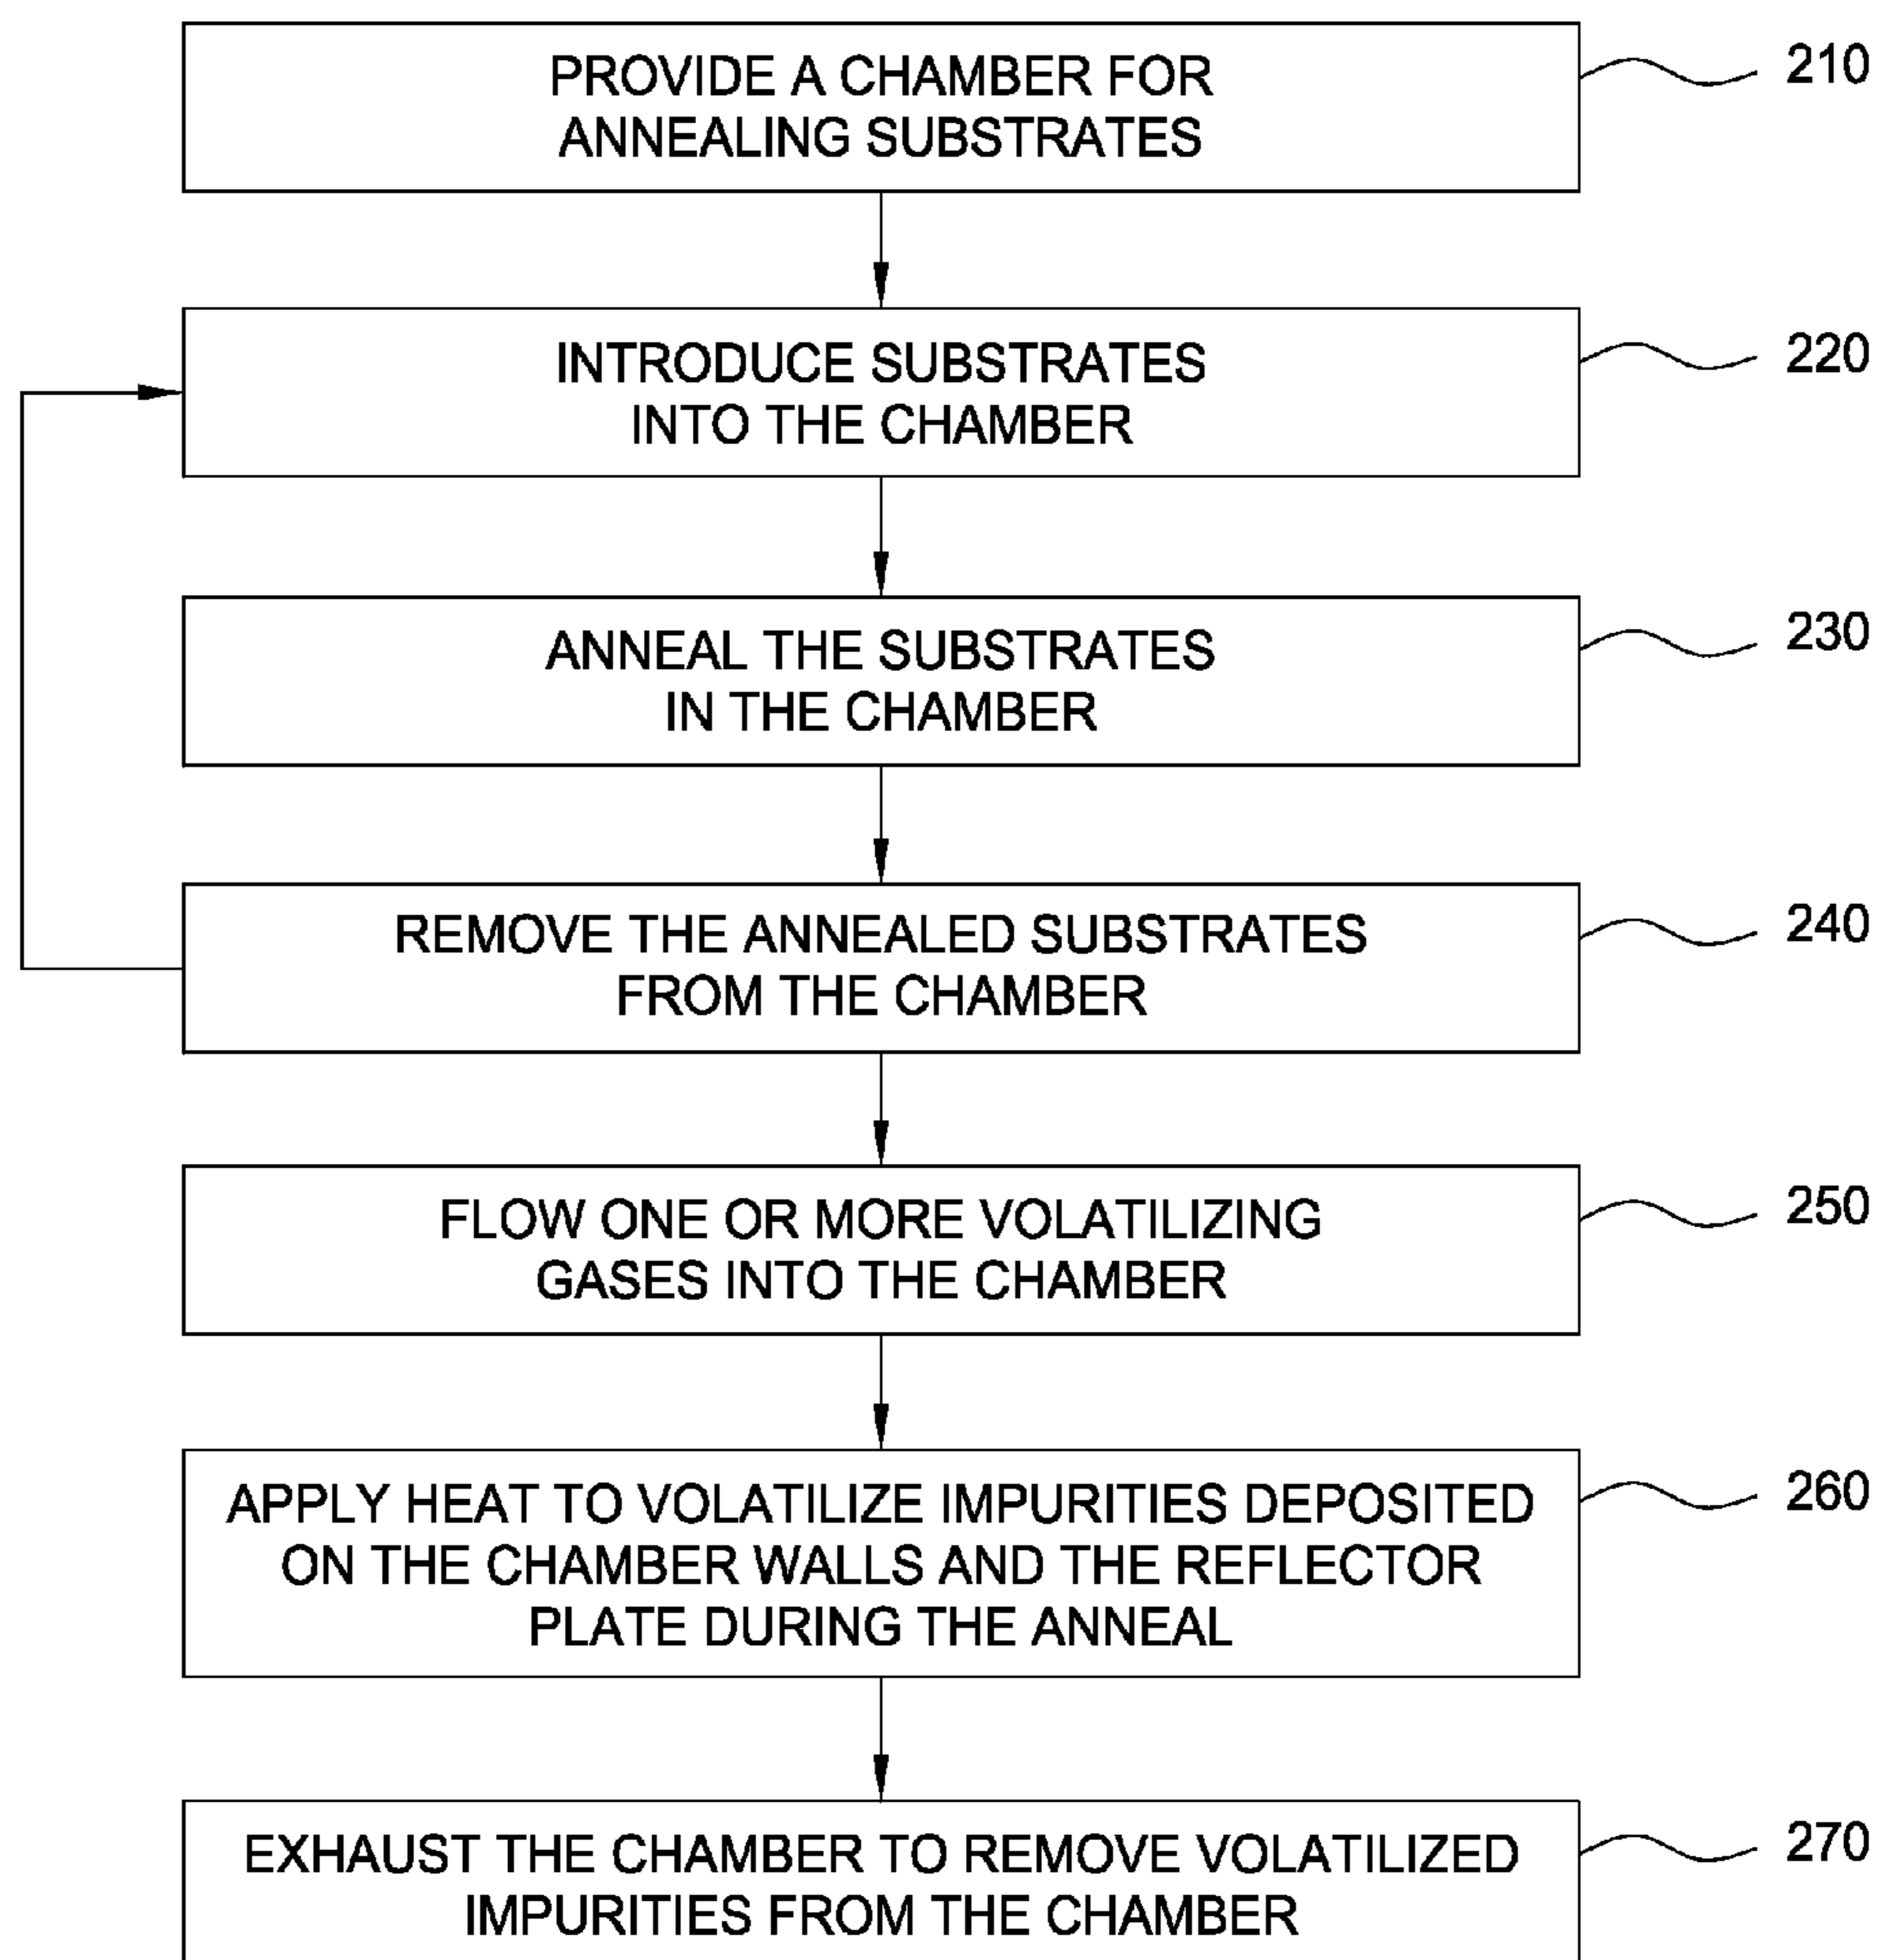 PROVIDE A CHAMBER FOR
ANNEALING SUBSTRATES
210
INTRODUCE SUBSTRATES
INTO THE CHAMBER
220
ANNEAL THE SUBSTRATES
IN THE CHAMBER
230
REMOVE THE ANNEALED SUBSTRATES
FROM THE CHAMBER
240
FLOW ONE OR MORE VOLATILIZING
GASES INTO THE CHAMBER
250
APPLY HEAT TO VOLATILIZE IMPURITIES DEPOSITED
ON THE CHAMBER WALLS AND THE REFLECTOR
PLATE DURING THE ANNEAL
260
EXHAUST THE CHAMBER TO REMOVE VOLATILIZED
IMPURITIES FROM THE CHAMBER
270